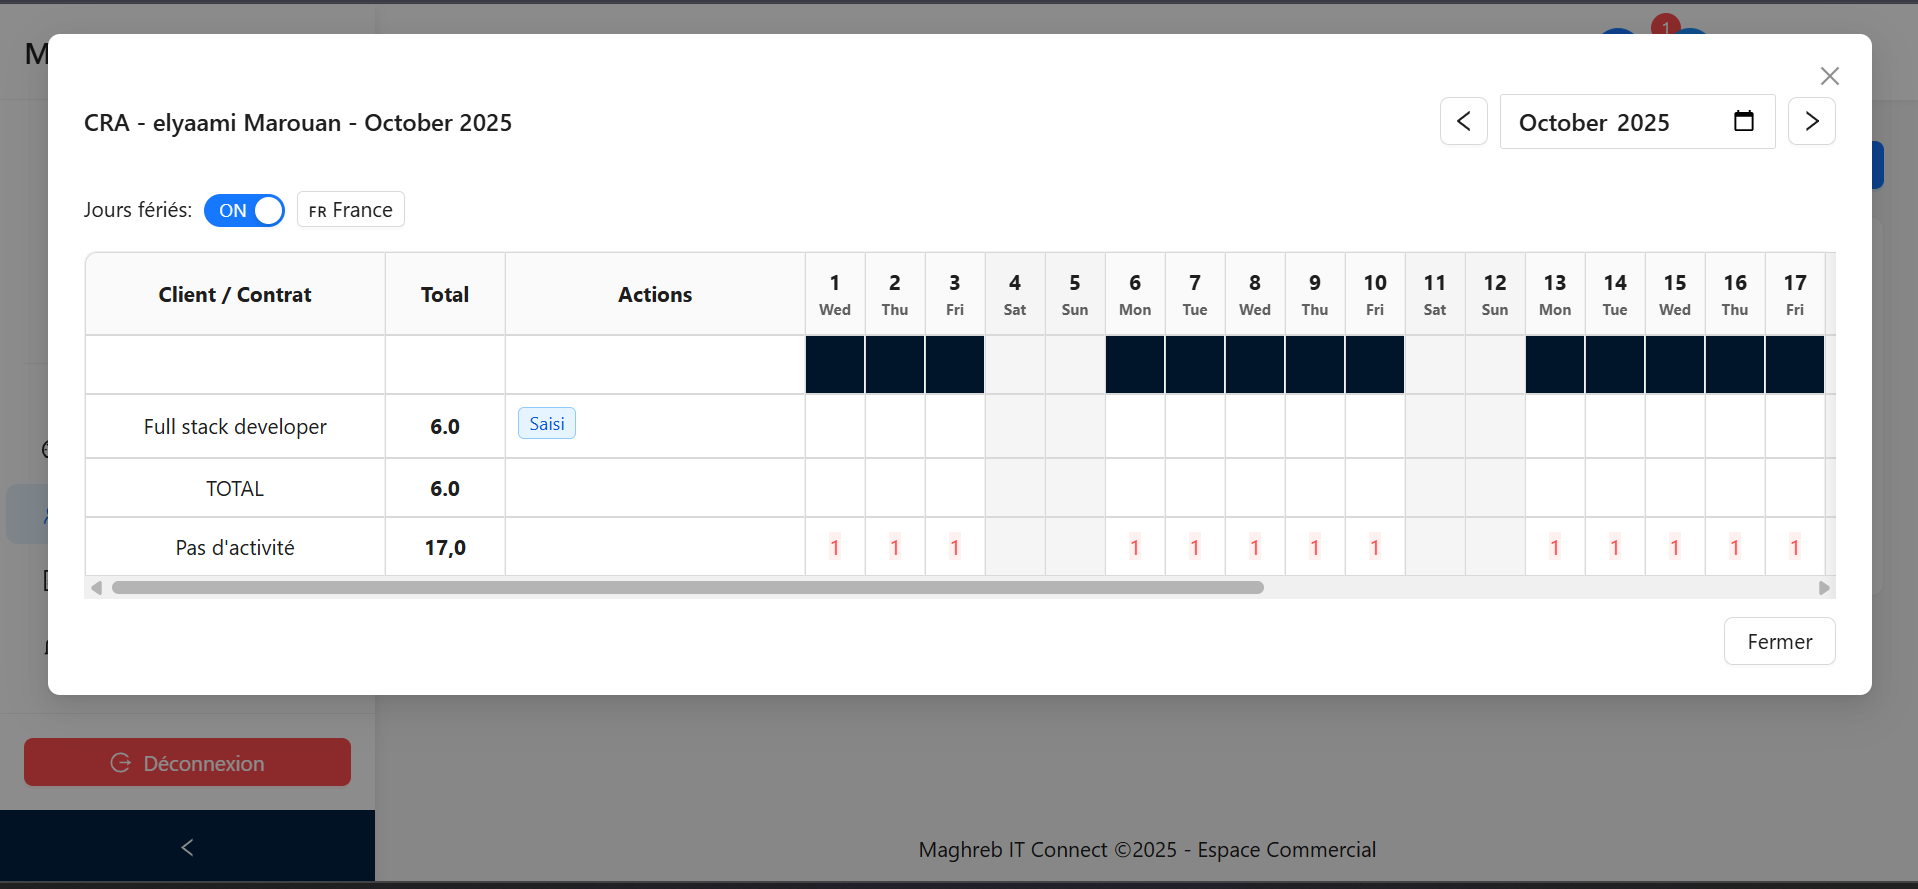 M
1
CRA - elyaami Marouan - October 2025
October 2025
Jours fériés: ON FR France
Client / Contrat Total Actions 1 2 3 4 5 6 7 8 9 10 11 12 13 14 15 16 17
Wed Thu Fri Sat Sun Mon Tue Wed Thu Fri Sat Sun Mon Tue Wed Thu Fri
Full stack developer 6.0 Saisi
TOTAL 6.0
Pas d'activité 17,0 1 1 1 1 1 1 1 1 1 1 1 1 1
Fermer
Déconnexion
Maghreb IT Connect ©2025 - Espace Commercial